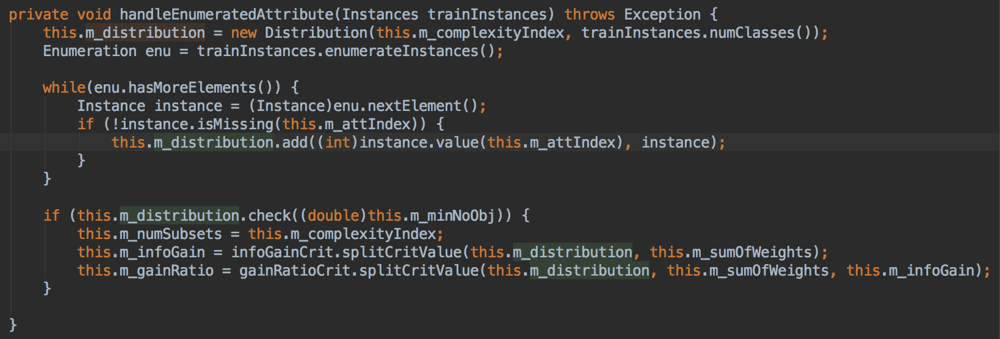 private void handleEnumeratedAttribute(Instances trainInstances) throws Exception {
this.m_distribution = new Distribution(this.m_complexityIndex, trainInstances.numClasses());
Enumeration enu = trainInstances.enumerateInstances();
while(enu.hasMoreElements()) {
Instance instance = (Instance)enu.nextElement();
if (!instance.isMissing(this.m_attIndex)) {
this.m_distribution.add((int)instance.value(this.m_attIndex), instance);
}
}
if (this.m_distribution.check((double)this.m_minNoObj)) {
this.m_numSubsets = this.m_complexityIndex;
this.m_infoGain = infoGainCrit.splitCritValue(this.m_distribution, this.m_sumOfWeights);
this.m_gainRatio = gainRatioCrit.splitCritValue(this.m_distribution, this.m_sumOfWeights, this.m_infoGain);
}
}